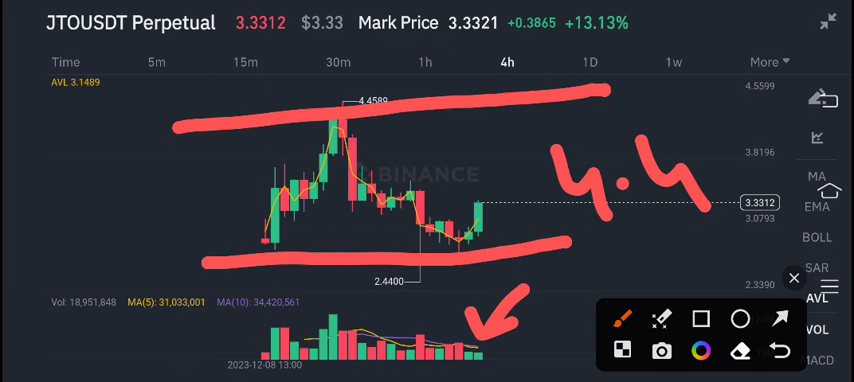 JTOUSDT Perpetual 3.3312 $3.33 Mark Price 3.3321 +0.3865 +13.13%
Time 5m 15m 30m 1h 4h 1D 1w More
AVL 3.1489
4.5599
4.4589
3.8196
BINANCE
MA
3.3312
EMA
3.0793
BOLL
SAR
2.4400
2.3390
AVL
Vol: 18,951,848 MA(5): 31,033,001 MA(10): 34,420,561
VOL
MACD
2023-12-08 13:00